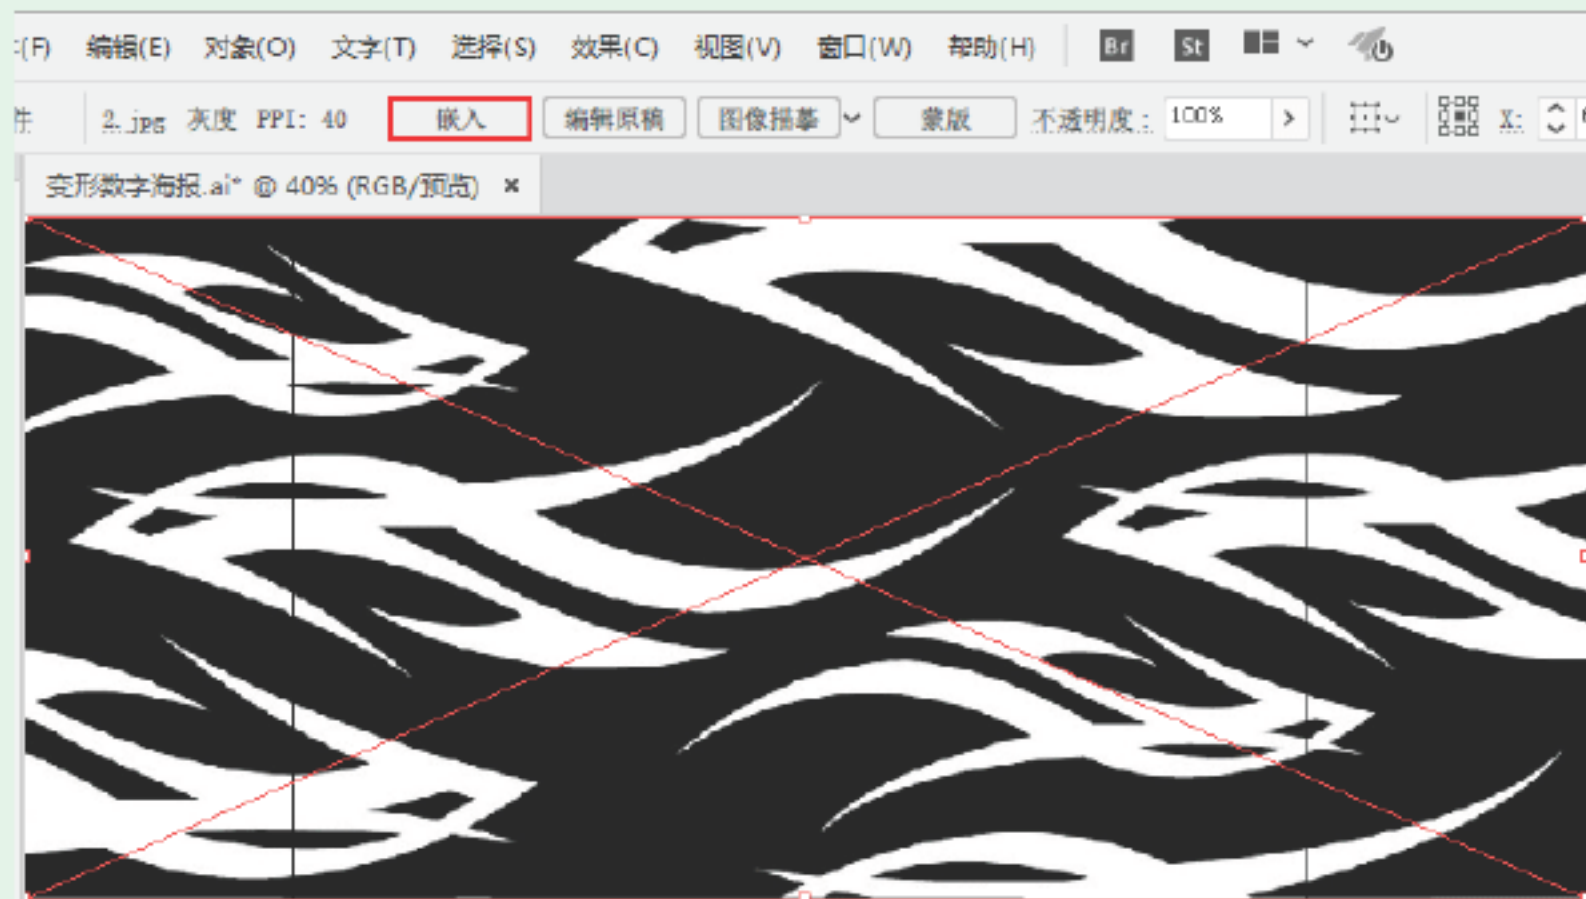 (F) 编辑(E) 对象(O) 文字(T) 选择(S) 效果(C) 视图(V) 窗口(W) 帮助(H) Br St
件 2.jpg 灰度 PPI: 40 嵌入 编辑原稿 图像描摹 蒙版 不透明度: 100% > X:
变形数字海报.ai* @ 40% (RGB/预览) ×